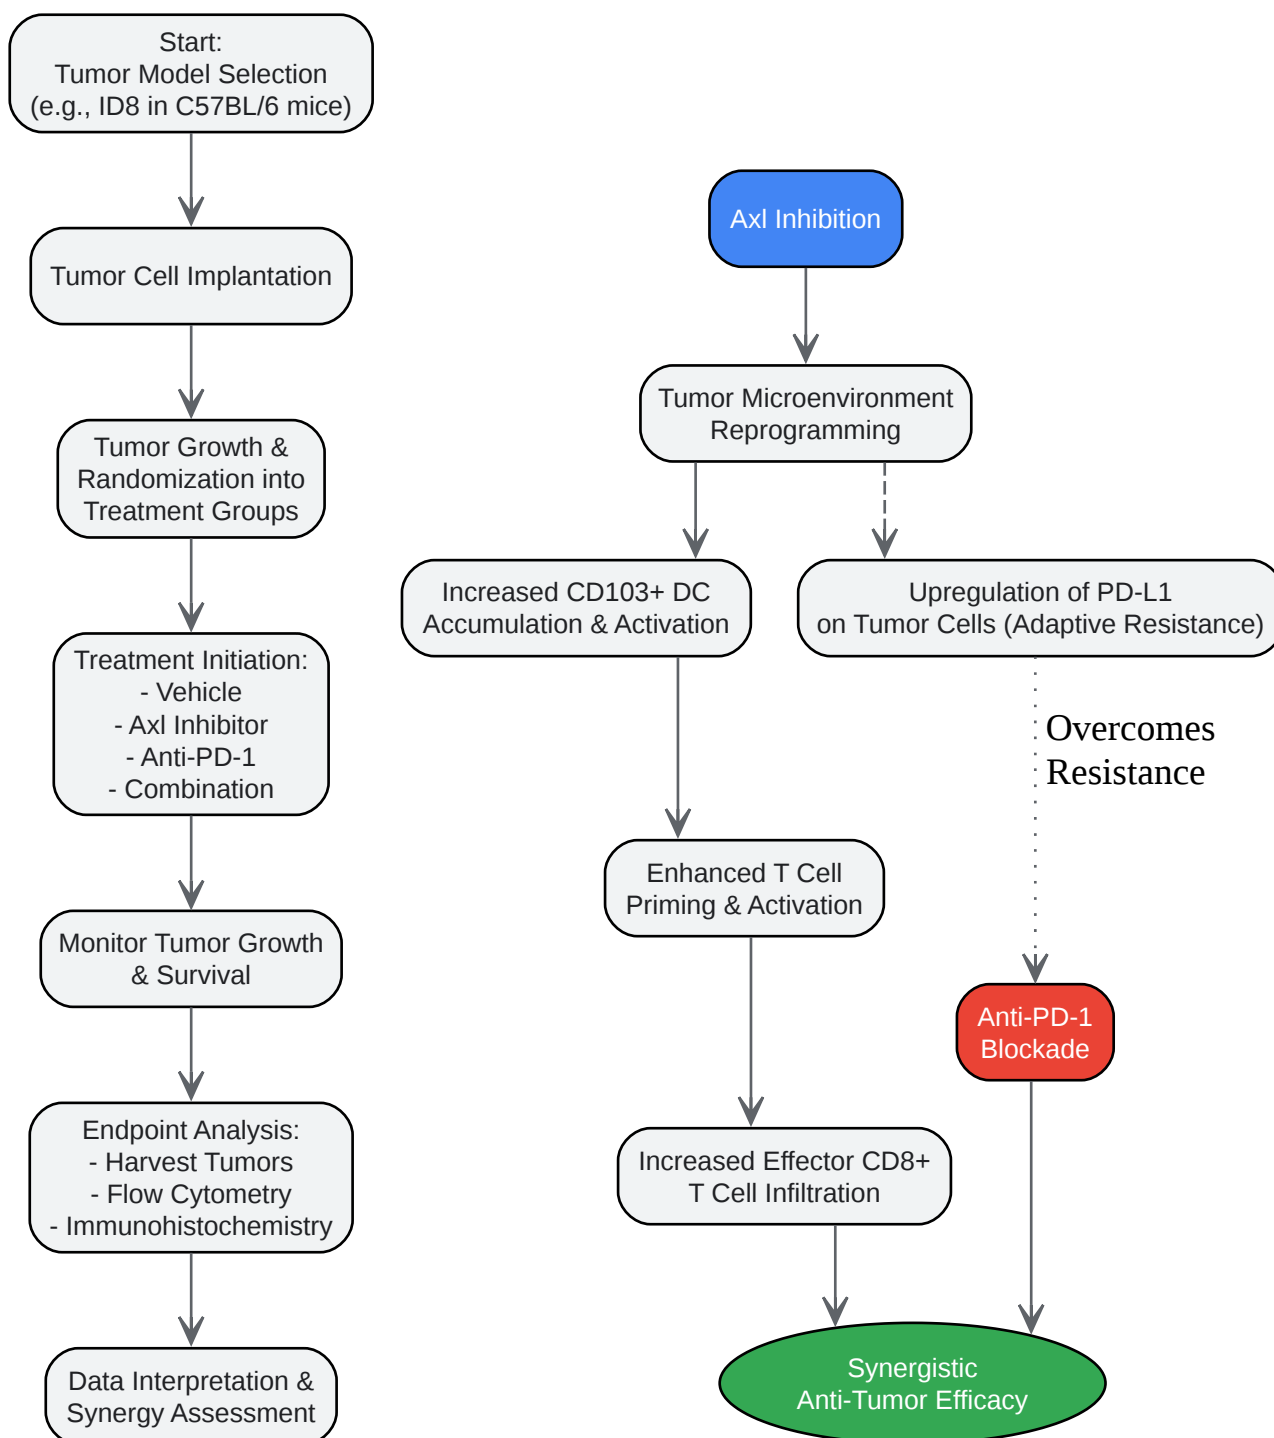 Start:
Tumor Model Selection
(e.g., ID8 in C57BL/6 mice)
Tumor Cell Implantation
Tumor Growth &
Randomization into
Treatment Groups
Treatment Initiation:
- Vehicle
- Axl Inhibitor
- Anti-PD-1
- Combination
Monitor Tumor Growth
& Survival
Endpoint Analysis:
- Harvest Tumors
- Flow Cytometry
- Immunohistochemistry
Data Interpretation &
Synergy Assessment
Axl Inhibition
Tumor Microenvironment
Reprogramming
Increased CD103+ DC
Accumulation & Activation
Upregulation of PD-L1
on Tumor Cells (Adaptive Resistance)
Overcomes
Resistance
Enhanced T Cell
Priming & Activation
Anti-PD-1
Blockade
Increased Effector CD8+
T Cell Infiltration
Synergistic
Anti-Tumor Efficacy